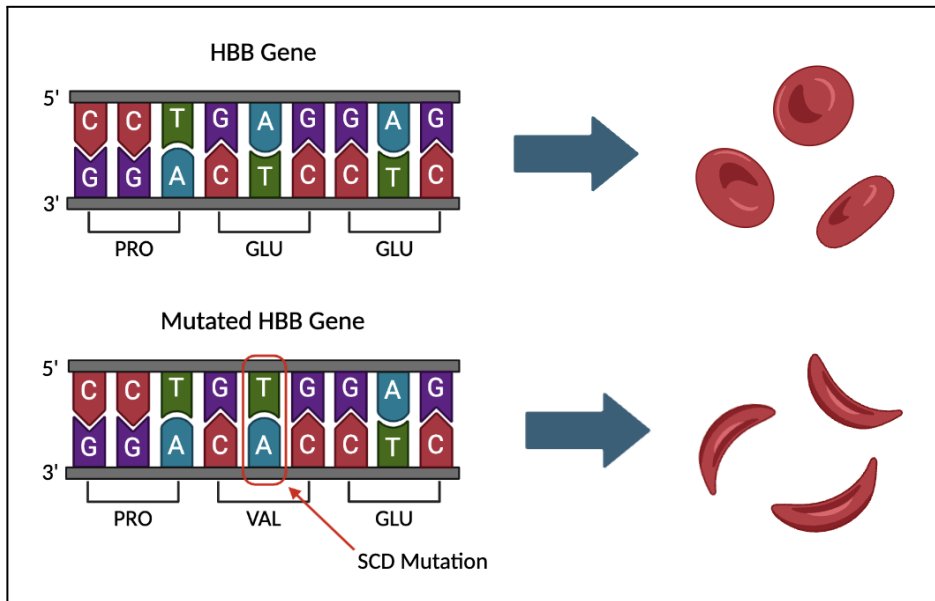 HBB Gene
5'
C C T G A G G A G
G G A C T C C T C
3'
PRO GLU GLU
Mutated HBB Gene
5'
C C T G T G G A G
G G A C A C C T C
3'
PRO VAL GLU
SCD Mutation